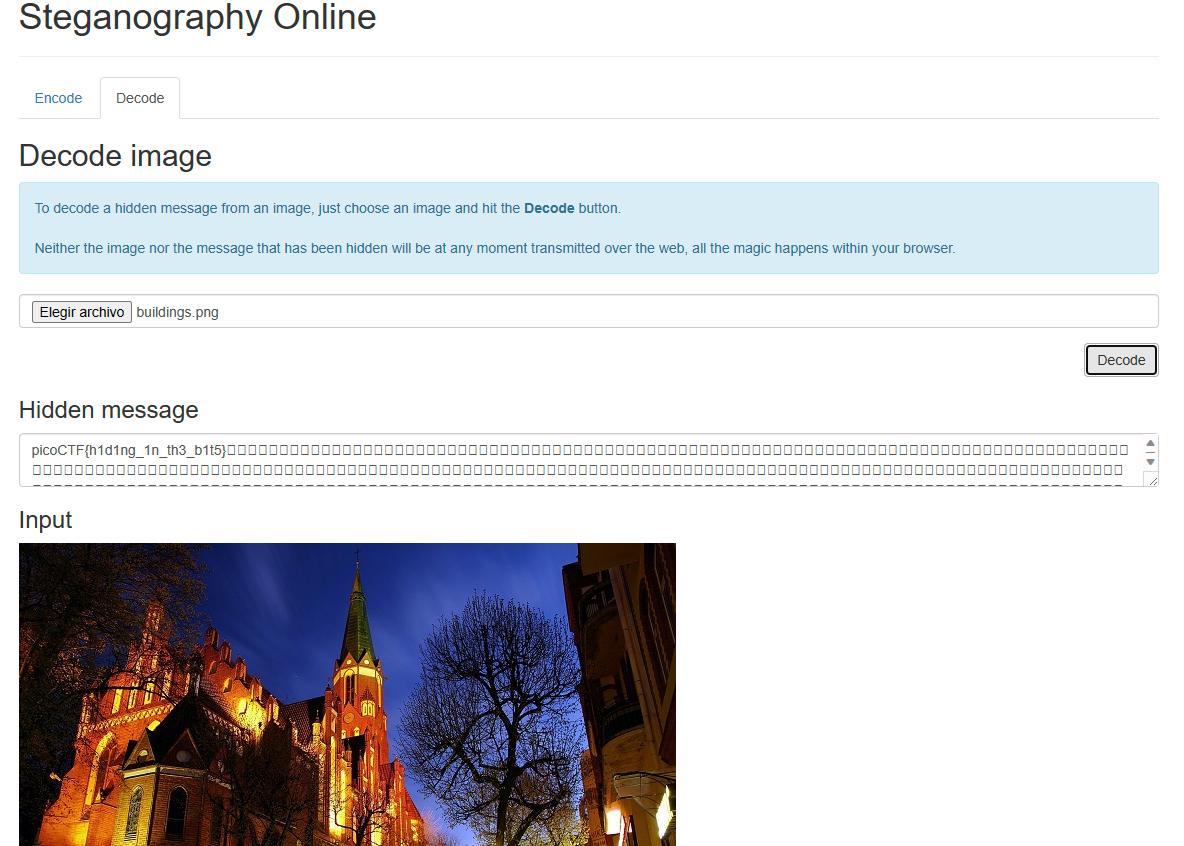 Steganography Online
Encode
Decode
Decode image
To decode a hidden message from an image, just choose an image and hit the Decode button.
Neither the image nor the message that has been hidden will be at any moment transmitted over the web, all the magic happens within your browser.
Elegir archivo buildings.png
Decode
Hidden message
picoCTF{h1d1ng_1n_th3_b1t5}
Input